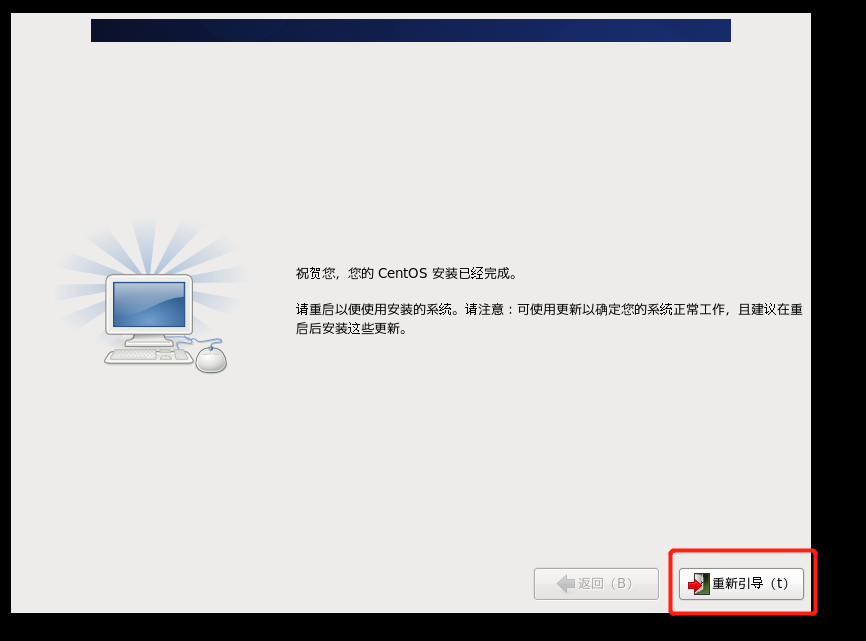 祝贺您，您的 CentOS 安装已经完成。
请重启以便使用安装的系统。请注意：可使用更新以确定您的系统正常工作，且建议在重
启后安装这些更新。
返回（B）
重新引导（t）